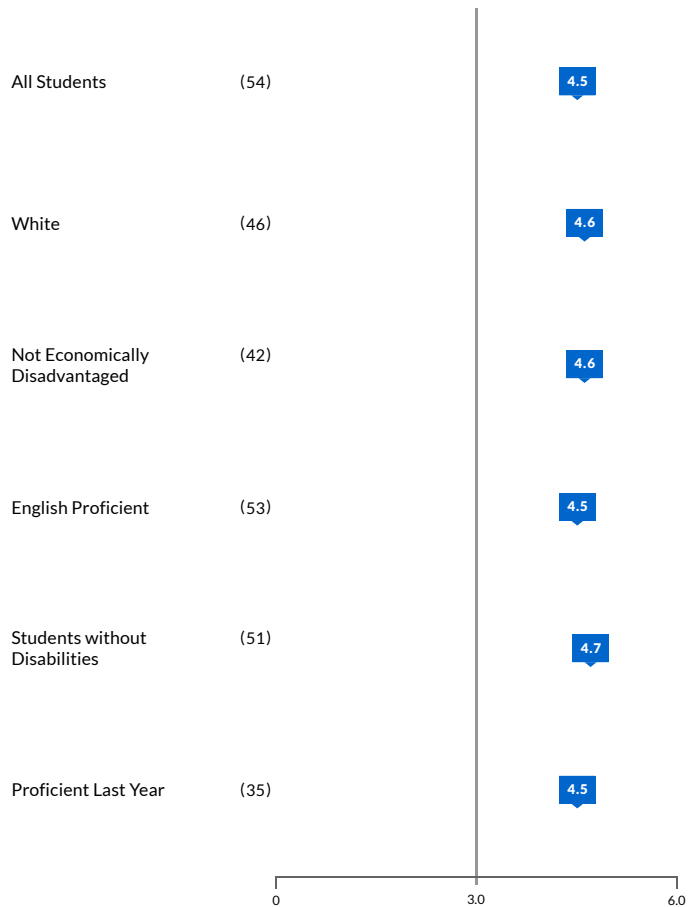 All Students (54) 4.5
White (46) 4.6
Not Economically (42) 4.6
Disadvantaged
English Proficient (53) 4.5
Students without (51) 4.7
Disabilities
Proficient Last Year (35) 4.5
0 3.0 6.0